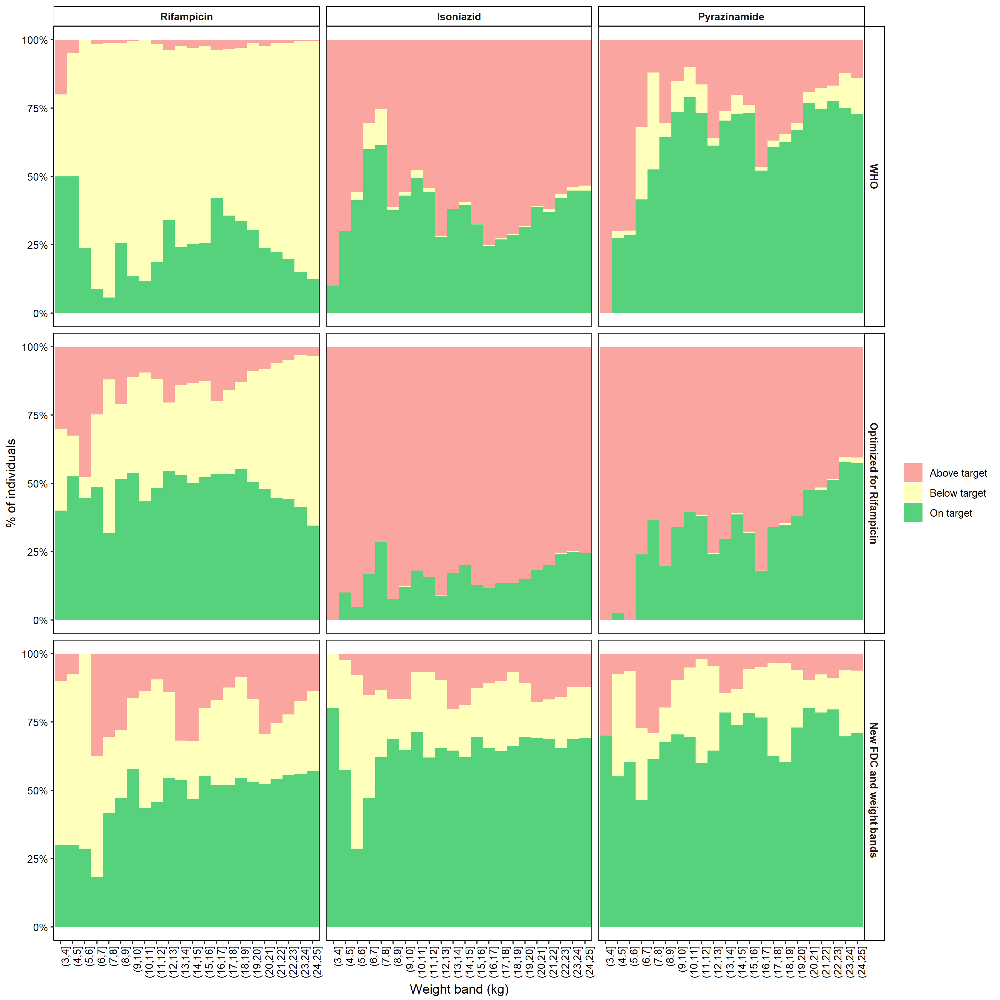 Rifampicin
Isoniazid
Pyrazinamide
100%
75%
50%
25%
0%
WHO
100%
75%
50%
25%
0%
Optimized for Rifampicin
100%
75%
50%
25%
0%
New FDC and weight bands
% of individuals
(3,4] (4,5] (5,6] (6,7] (7,8] (8,9] (9,10] (10,11] (11,12] (12,13] (13,14] (14,15] (15,16] (16,17] (17,18] (18,19] (19,20] (20,21] (21,22] (22,23] (23,24] (24,25]
(3,4] (4,5] (5,6] (6,7] (7,8] (8,9] (9,10] (10,11] (11,12] (12,13] (13,14] (14,15] (15,16] (16,17] (17,18] (18,19] (19,20] (20,21] (21,22] (22,23] (23,24] (24,25]
(3,4] (4,5] (5,6] (6,7] (7,8] (8,9] (9,10] (10,11] (11,12] (12,13] (13,14] (14,15] (15,16] (16,17] (17,18] (18,19] (19,20] (20,21] (21,22] (22,23] (23,24] (24,25]
Weight band (kg)
Above target
Below target
On target